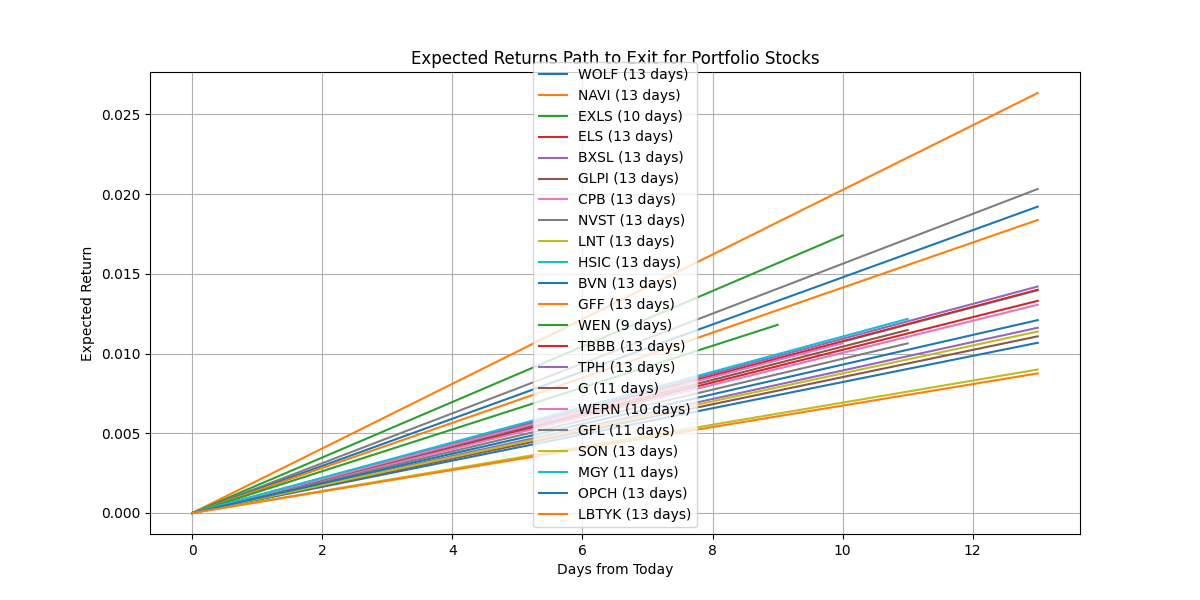 Expected Returns Path to Exit for Portfolio Stocks
WOLF (13 days)
NAVI (13 days)
EXLS (10 days)
ELS (13 days)
BXSL (13 days)
GLPI (13 days)
CPB (13 days)
NVST (13 days)
LNT (13 days)
HSIC (13 days)
BVN (13 days)
GFF (13 days)
WEN (9 days)
TBBB (13 days)
TPH (13 days)
G (11 days)
WERN (10 days)
GFL (11 days)
SON (13 days)
MGY (11 days)
OPCH (13 days)
LBTYK (13 days)
Expected Return
0.025
0.020
0.015
0.010
0.005
0.000
0 2 4 6 8 10 12
Days from Today